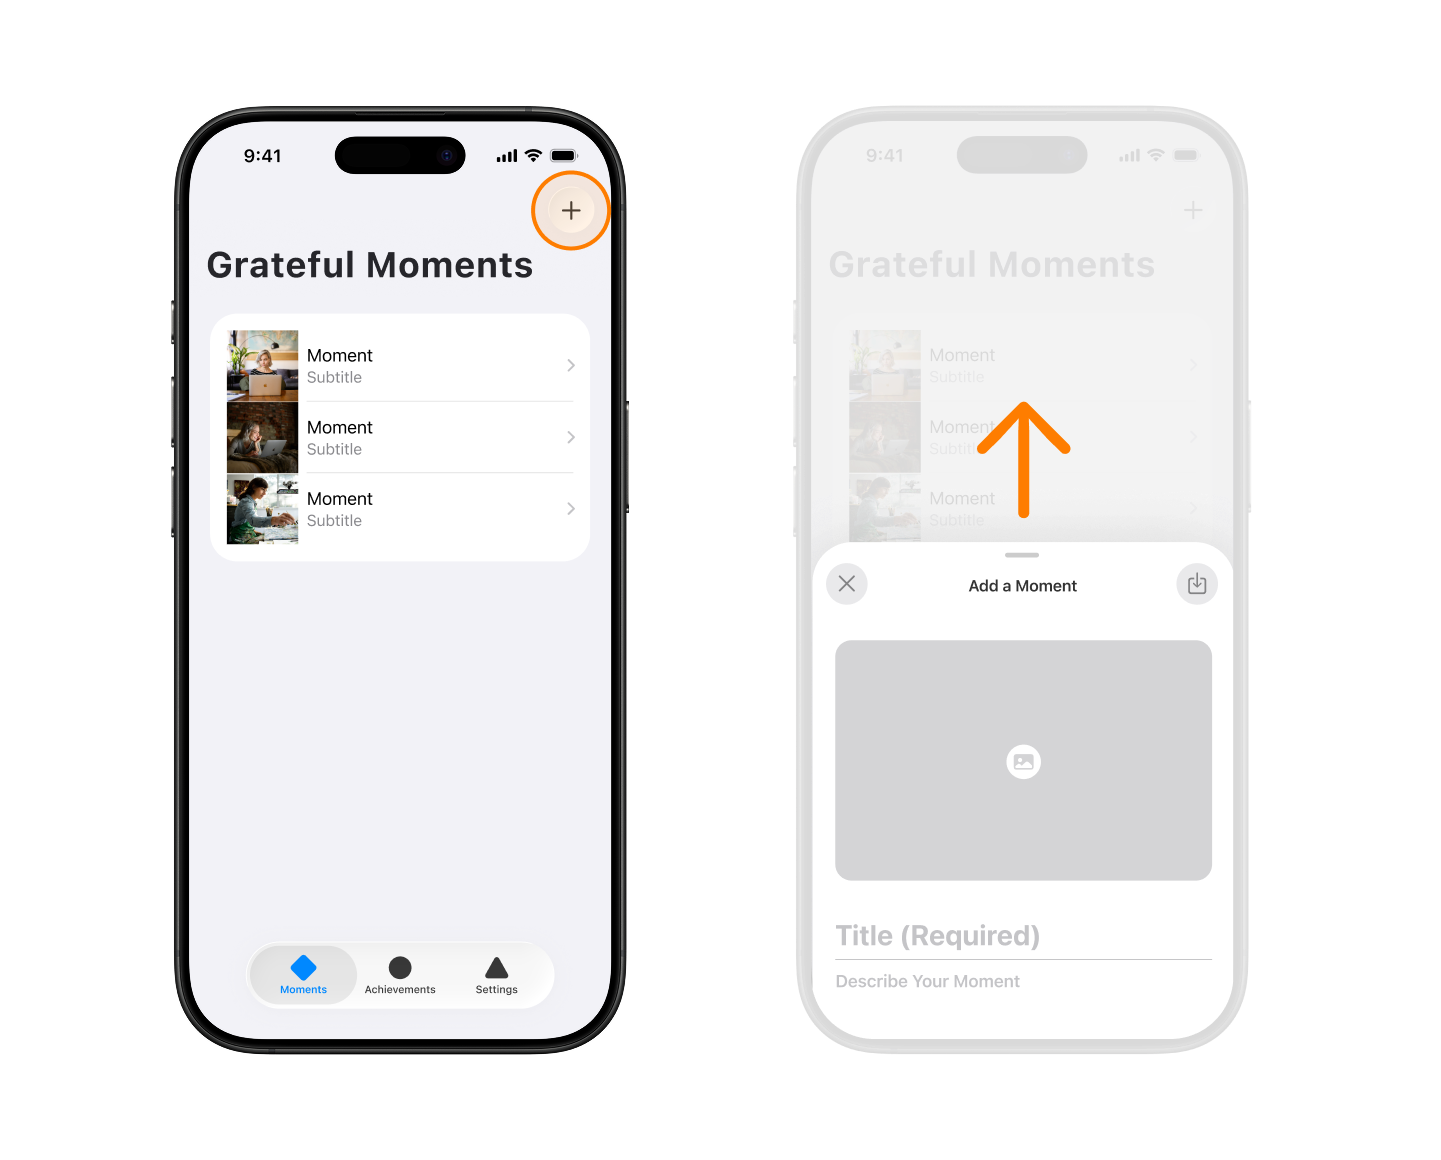 9:41
Grateful Moments
Moment
Subtitle
Moment
Subtitle
Moment
Subtitle
Moments
Achievements
Settings
9:41
Grateful Moments
Moment
Subtitle
Moment
Subtitle
Moment
Subtitle
Add a Moment
Title (Required)
Describe Your Moment